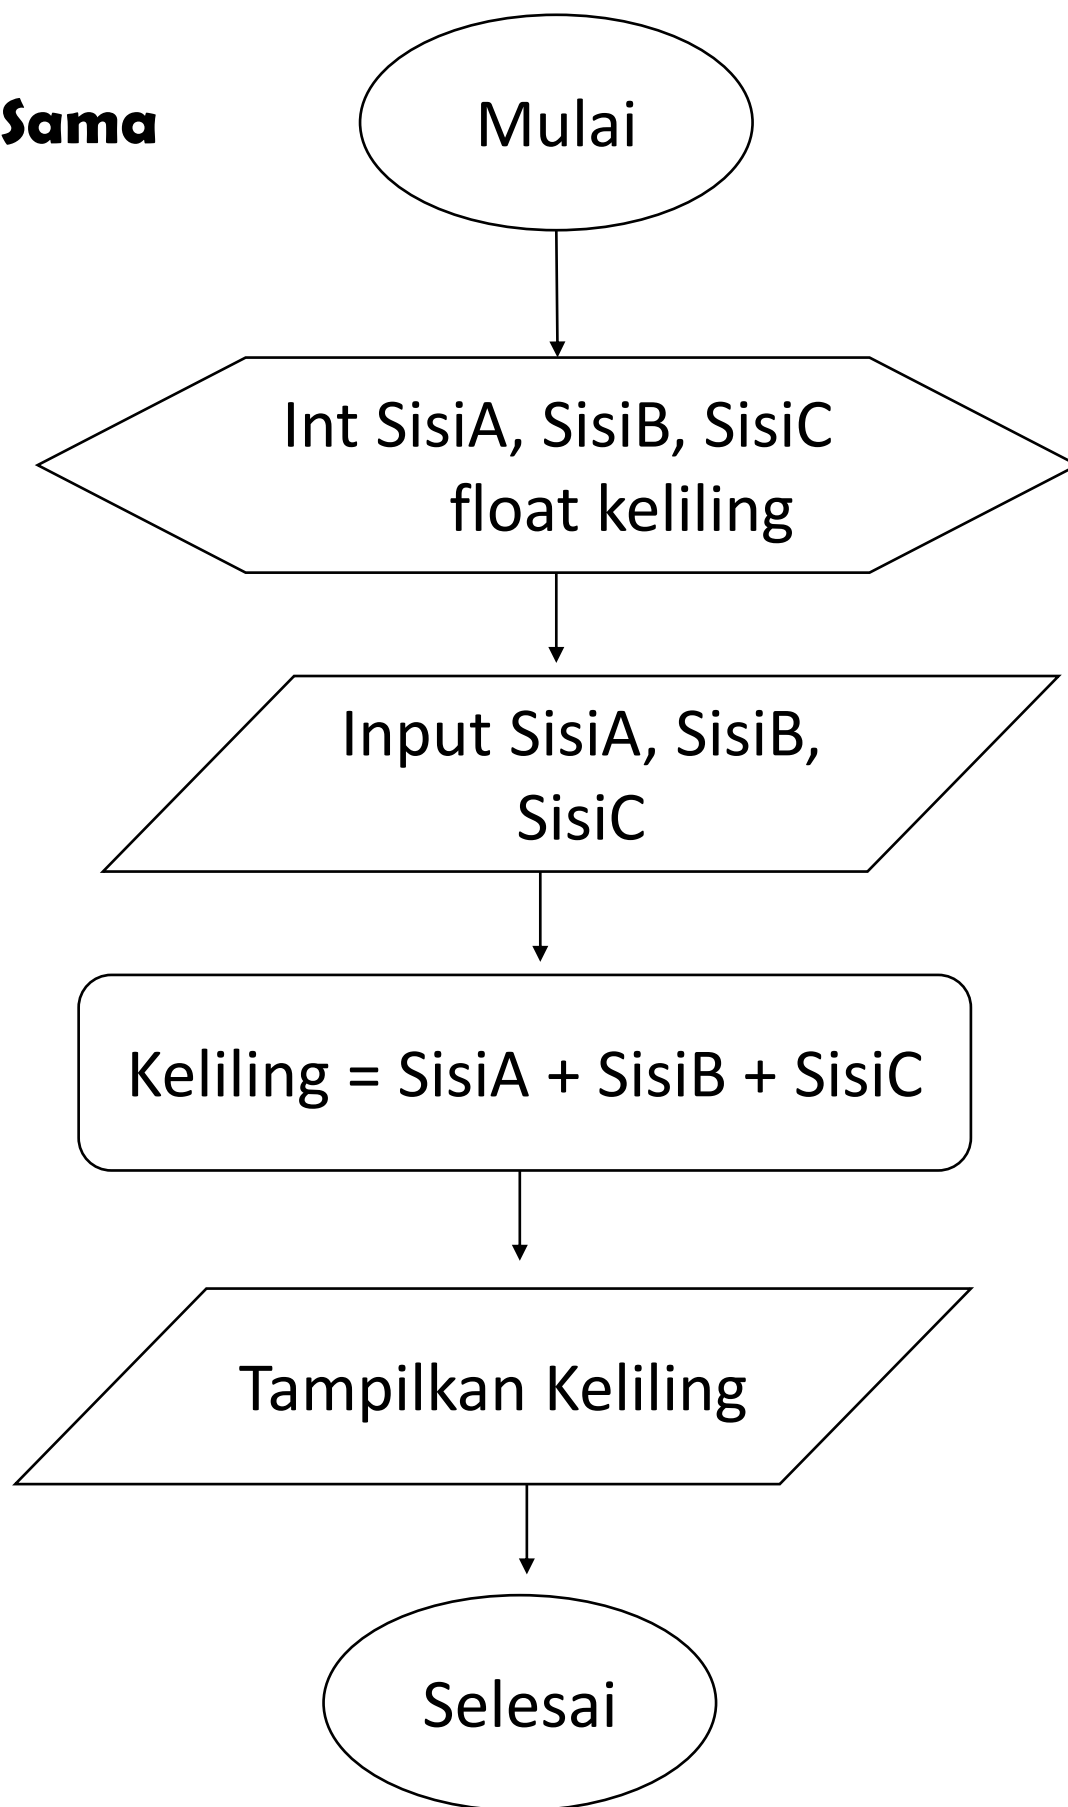 Sama
Mulai
Int SisiA, SisiB, SisiC
float keliling
Input SisiA, SisiB,
SisiC
Keliling = SisiA + SisiB + SisiC
Tampilkan Keliling
Selesai